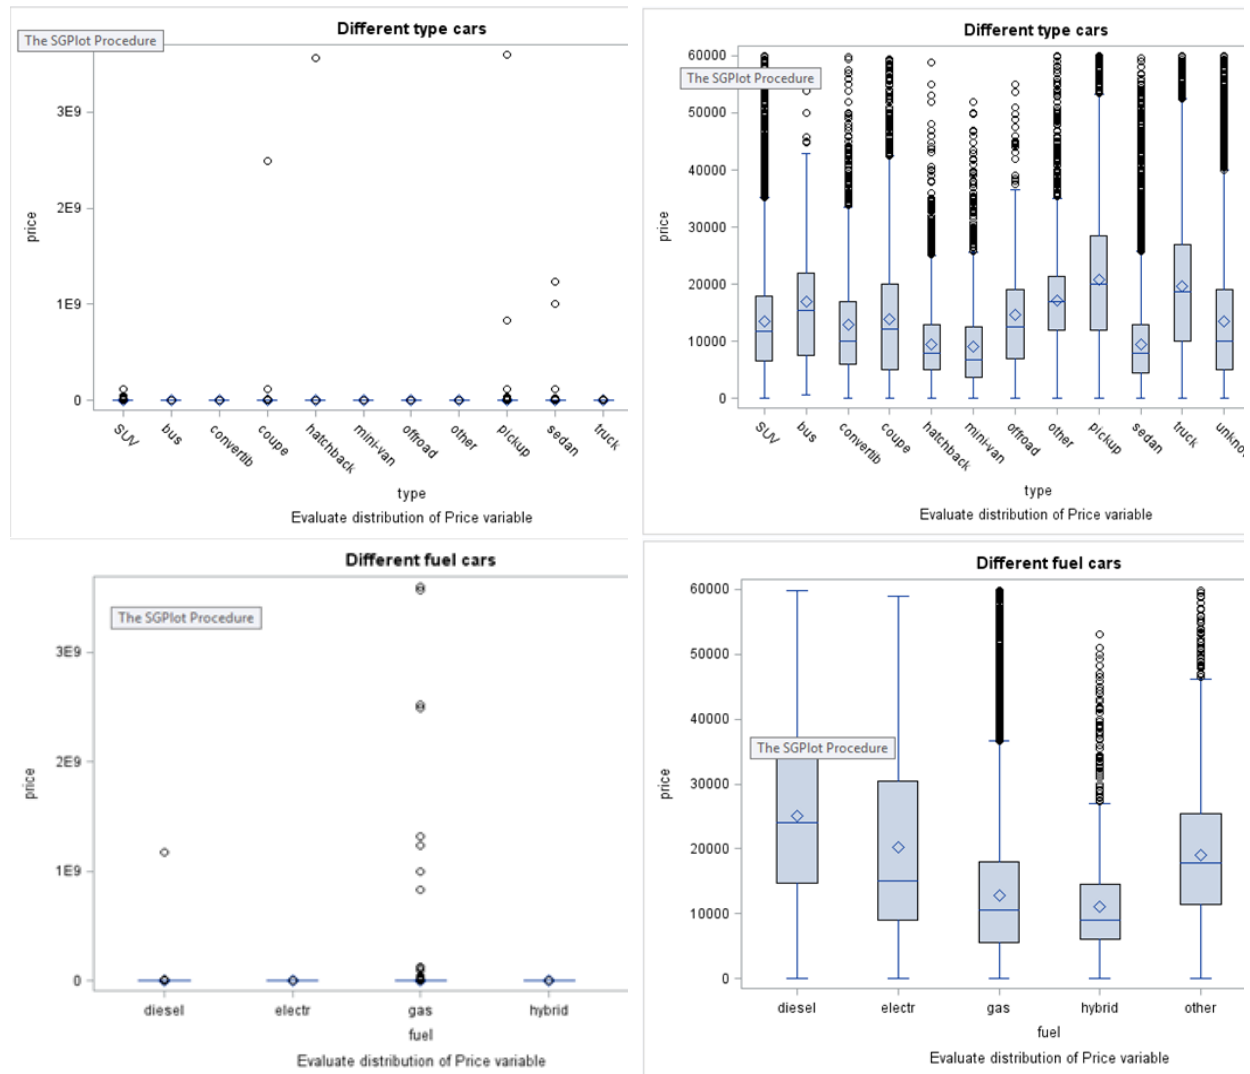 Different type cars
The SGPlot Procedure
3E9
2E9
1E9
0
price
SUV
bus
convertib
coupe
hatchback
mini-van
offroad
other
pickup
sedan
truck
type
Evaluate distribution of Price variable
Different type cars
The SGPlot Procedure
60000
50000
40000
30000
20000
10000
0
price
SUV
bus
convertib
coupe
hatchback
mini-van
offroad
other
pickup
sedan
truck
unknov
type
Evaluate distribution of Price variable
Different fuel cars
The SGPlot Procedure
3E9
2E9
1E9
0
price
diesel
electr
gas
hybrid
fuel
Evaluate distribution of Price variable
Different fuel cars
The SGPlot Procedure
60000
50000
40000
30000
20000
10000
0
price
diesel
electr
gas
hybrid
other
fuel
Evaluate distribution of Price variable